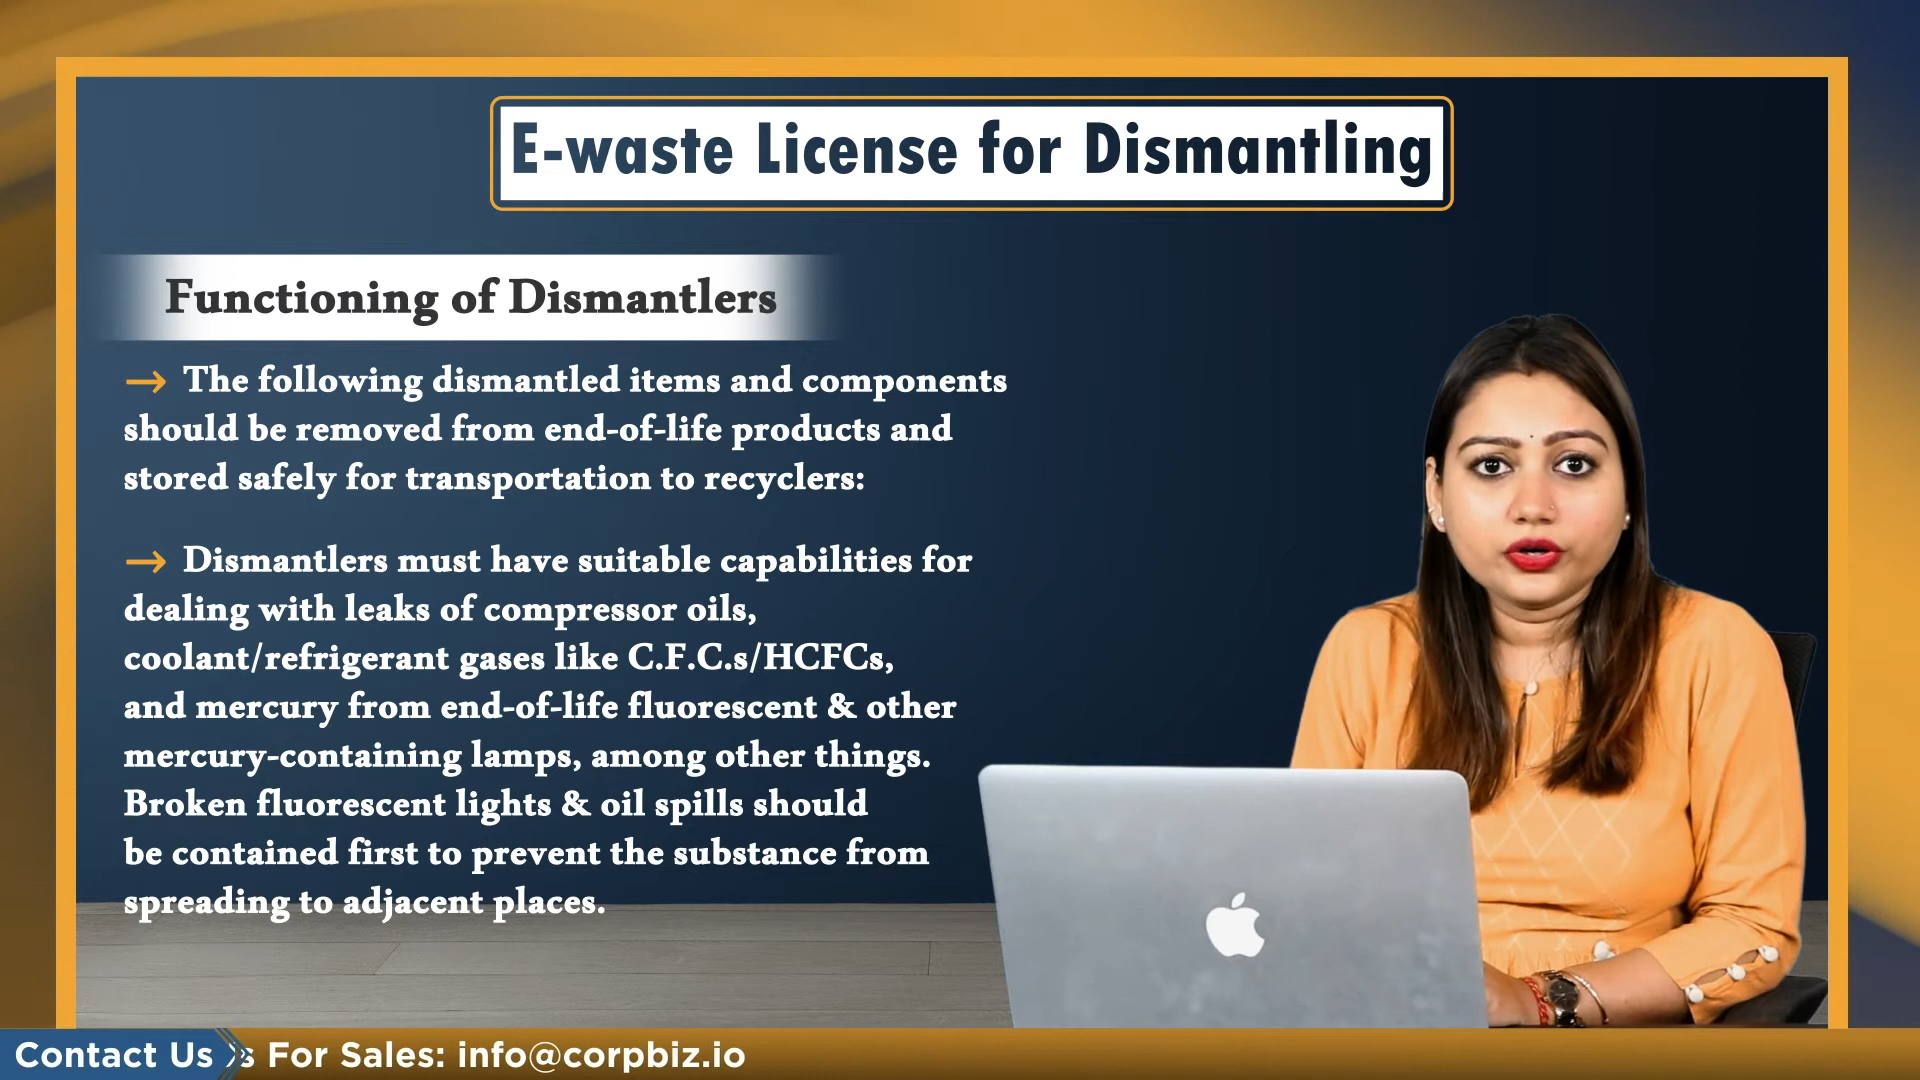 E-waste License for Dismantling
Functioning of Dismantlers
→ The following dismantled items and components
should be removed from end-of-life products and
stored safely for transportation to recyclers:
→ Dismantlers must have suitable capabilities for
dealing with leaks of compressor oils,
coolant/refrigerant gases like C.F.C.s/HCFCs,
and mercury from end-of-life fluorescent & other
mercury-containing lamps, among other things.
Broken fluorescent lights & oil spills should
be contained first to prevent the substance from
spreading to adjacent places.
Contact Us s For Sales: info@corpbiz.io